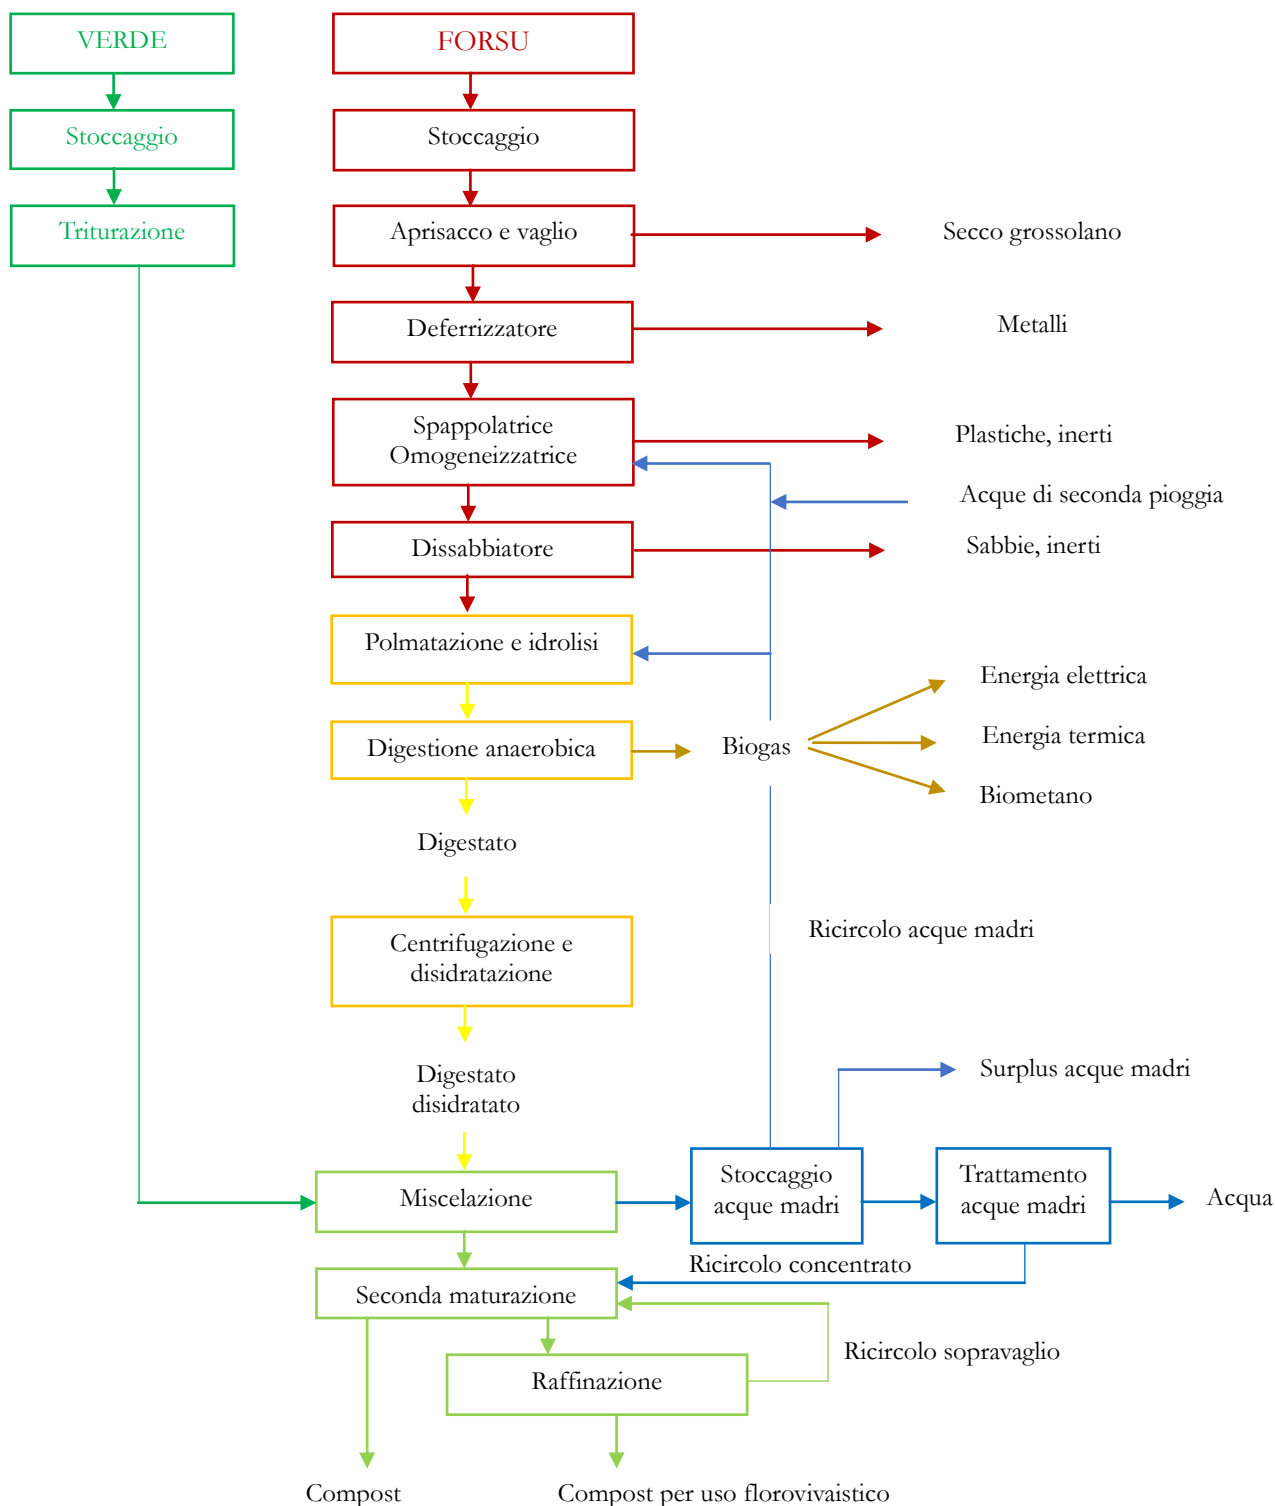 VERDE
FORSU
Stoccaggio
Stoccaggio
Triturazione
Aprisacco e vaglio
Secco grossolano
Deferrizzatore
Metalli
Spappolatrice
Omogeneizzatrice
Plastiche, inerti
Acque di seconda pioggia
Dissabbiatore
Sabbie, inerti
Polmatazione e idrolisi
Energia elettrica
Digestione anaerobica
Biogas
Energia termica
Biometano
Digestato
Centrifugazione e
disidratazione
Ricircolo acque madri
Digestato
disidratato
Surplus acque madri
Miscelazione
Stoccaggio
acque madri
Trattamento
acque madri
Acqua
Ricircolo concentrato
Seconda maturazione
Ricircolo sopravaglio
Raffinazione
Compost
Compost per uso florovivaistico